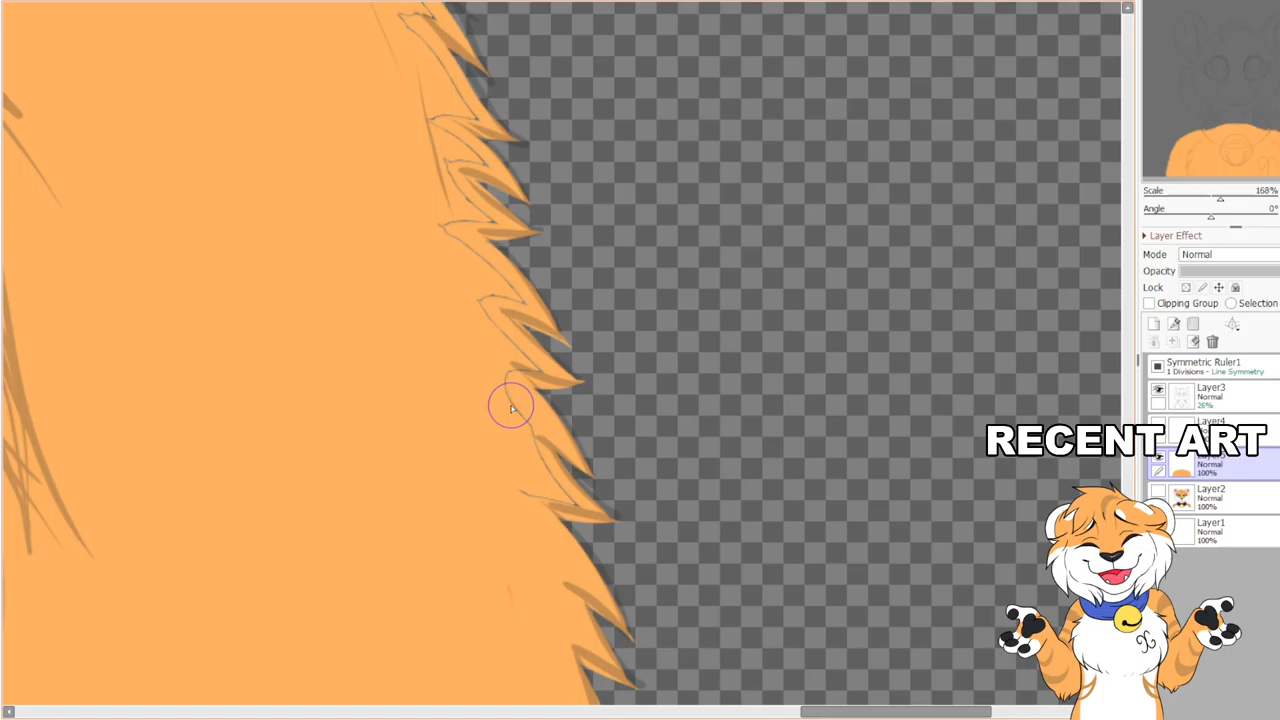 Scale 168%
Angle 0°
Layer Effect
Mode Normal
Opacity
Lock
Clipping Group Selection
Symmetric Ruler1
1 Divisions - Line Symmetry
Layer3
Normal
26%
Layer4
RECENT ART
Normal
100%
Layer2
Normal
100%
Layer1
Normal
100%